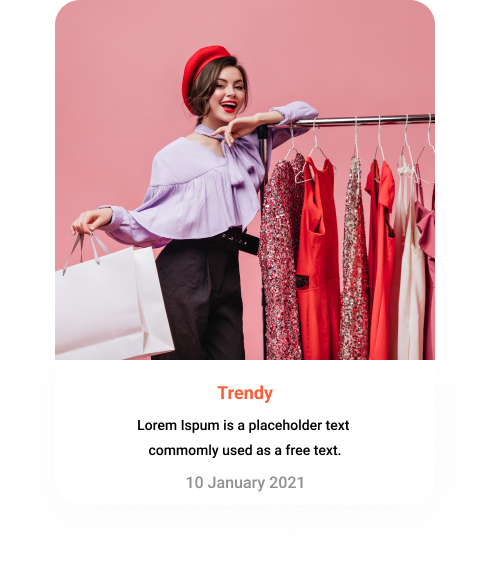 Trendy
Lorem Ispum is a placeholder text
commomly used as a free text.
10 January 2021